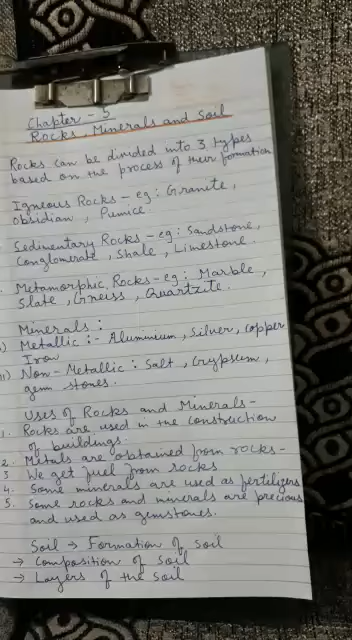 Chapter - 5
Rocks, Minerals and Soil
Rocks can be divided into 3 types
based on the process of their formation
Igneous Rocks - eg: Granite,
Obsidian, Pumice
Sedimentary Rocks - eg: Sandstone,
Conglomerate, Shale, Limestone.
Metamorphic Rocks - eg: Marble,
Slate, Gneiss, Quartzite.
Minerals:
i) Metallic :- Aluminium, Silver, copper
Iron
ii) Non-Metallic: Salt, Gypsum,
gem stones.
Uses of Rocks and Minerals -
1. Rocks are used in the construction
of buildings.
2. Metals are obtained from rocks -
3 We get fuel from rocks
4. Some minerals are used as fertilizers
5. Some rocks and minerals are precious
and used as gemstones.
Soil → Formation of soil
→ Composition of soil
→ Layers of the soil